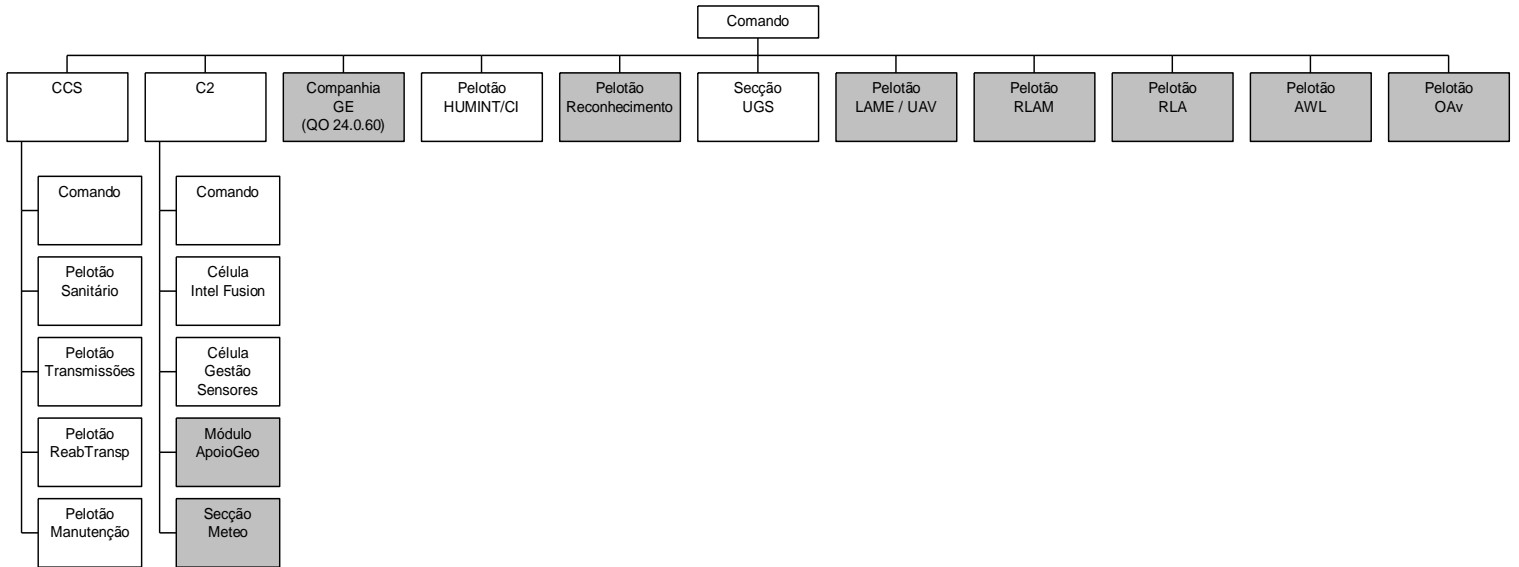 Comando
CCS
C2
Companhia
GE
(QO 24.0.60)
Pelotão
HUMINT/CI
Pelotão
Reconhecimento
Secção
UGS
Pelotão
LAME / UAV
Pelotão
RLAM
Pelotão
RLA
Pelotão
AWL
Pelotão
OAv
Comando
Comando
Pelotão
Sanitário
Célula
Intel Fusion
Pelotão
Transmissões
Célula
Gestão
Sensores
Pelotão
ReabTransp
Módulo
ApoioGeo
Pelotão
Manutenção
Secção
Meteo